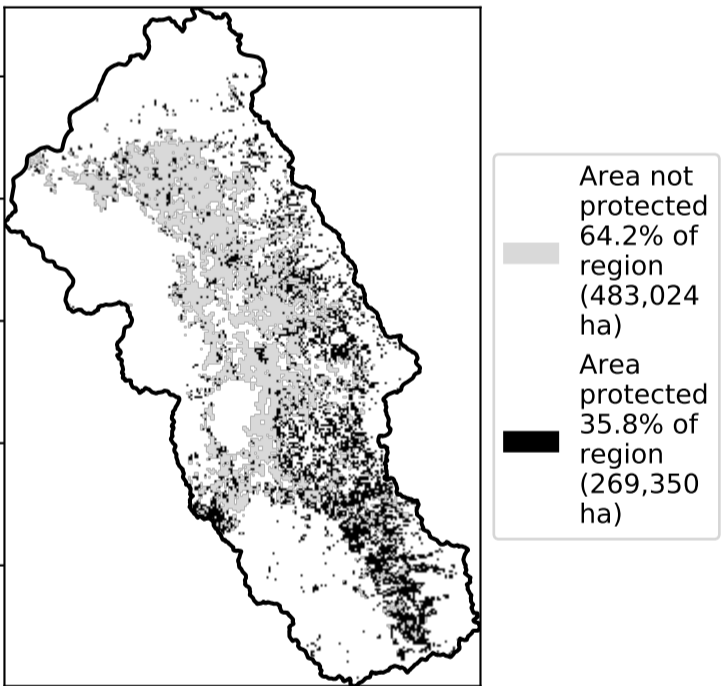 Area not
protected
64.2% of
region
(483,024
ha)
Area
protected
35.8% of
region
(269,350
ha)